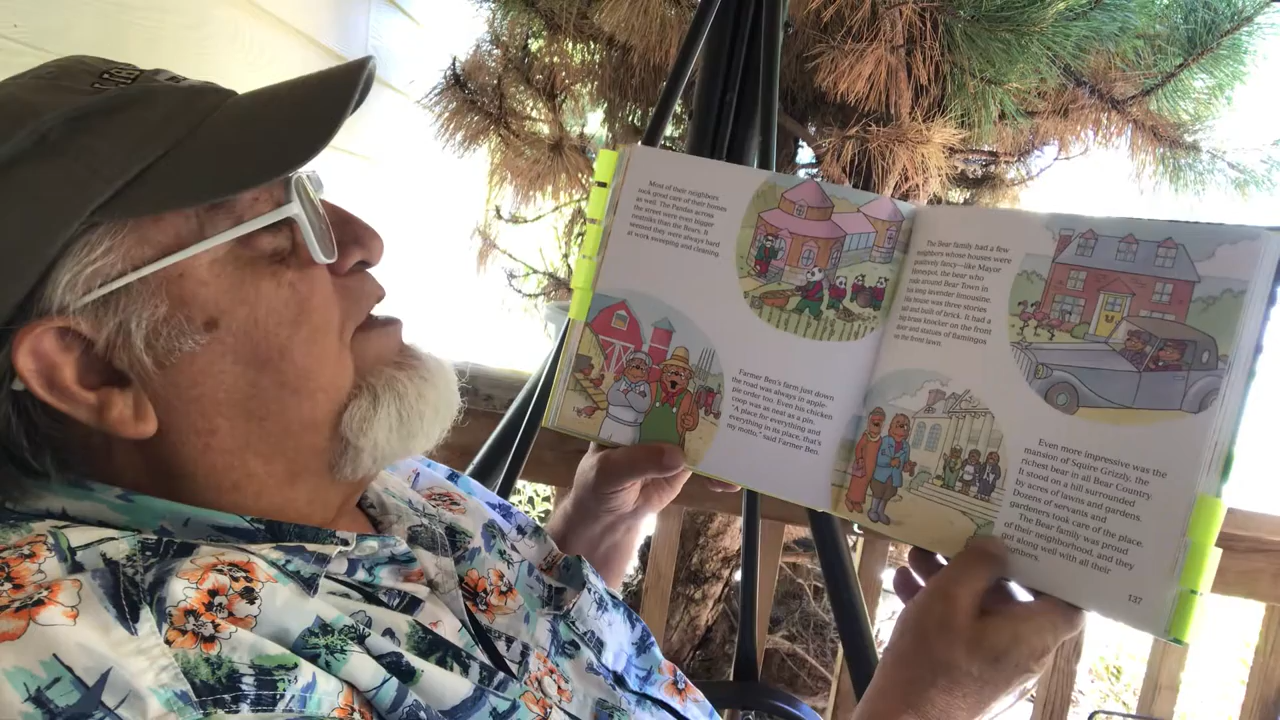 Most of their neighbors
took good care of their homes
as well. The Pandas across
the street were even bigger
neatniks than the Bears. It
seemed they were always hard
at work sweeping and cleaning.
Farmer Ben's farm just down
the road was always in apple-
pie order too. Even his chicken
coop was as neat as a pin.
"A place for everything and
everything in its place, that's
my motto," said Farmer Ben.
The Bear family had a few
neighbors whose houses were
positively fancy—like Mayor
Honeypot, the bear who
rode around Bear Town in
a long lavender limousine.
His house was three stories
tall and built of brick. It had a
big brass knocker on the front
door and statues of flamingos
on the front lawn.
Even more impressive was the
mansion of Squire Grizzly, the
richest bear in all Bear Country.
It stood on a hill surrounded
by acres of lawns and gardens.
Dozens of servants and
gardeners took care of the place.
The Bear family was proud
of their neighborhood, and they
got along well with all their
neighbors.
137